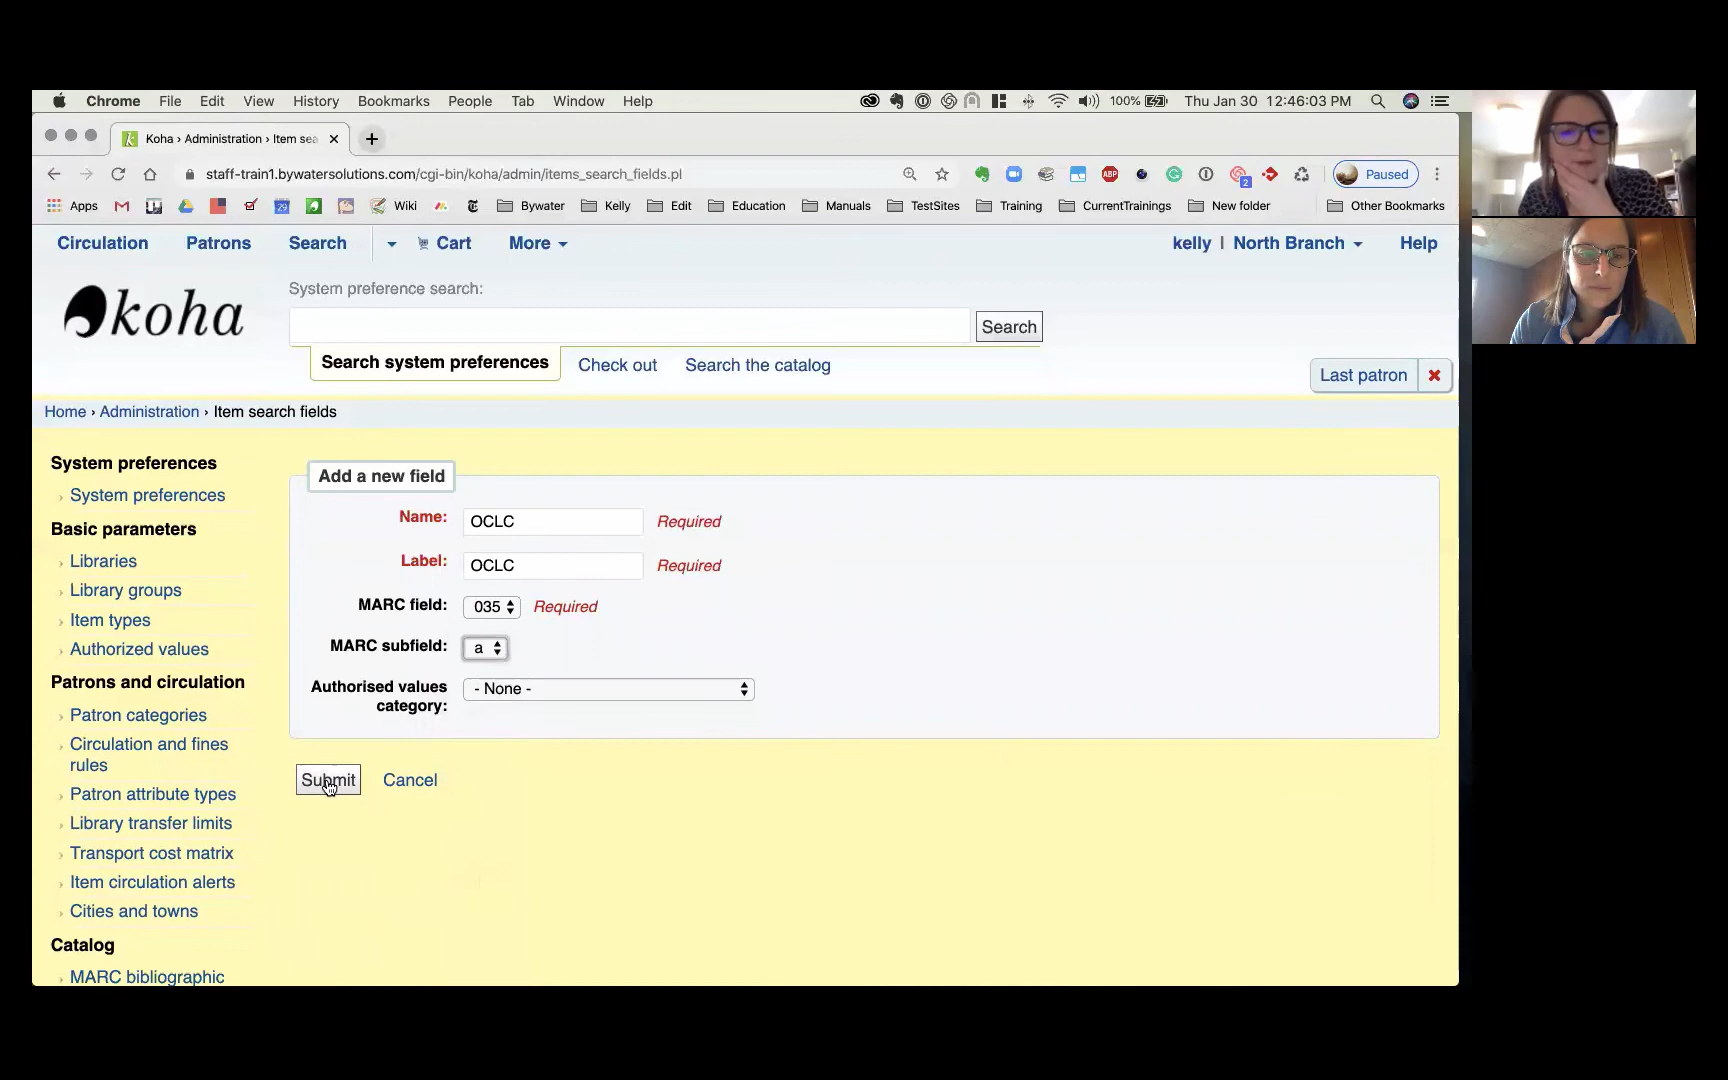 Chrome File Edit View History Bookmarks People Tab Window Help 100% Thu Jan 30 12:46:03 PM
Koha › Administration › Item sea
staff-train1.bywatersolutions.com/cgi-bin/koha/admin/items_search_fields.pl ABP 2 Paused
Apps 29 Wiki Bywater Kelly Edit Education Manuals TestSites Training CurrentTrainings New folder Other Bookmarks
Circulation Patrons Search Cart More kelly | North Branch Help
koha
System preference search:
Search
Search system preferences Check out Search the catalog
Last patron
Home › Administration › Item search fields
System preferences
System preferences
Basic parameters
Libraries
Library groups
Item types
Authorized values
Patrons and circulation
Patron categories
Circulation and fines
rules
Patron attribute types
Library transfer limits
Transport cost matrix
Item circulation alerts
Cities and towns
Catalog
MARC bibliographic
Add a new field
Name: OCLC Required
Label: OCLC Required
MARC field: 035 Required
MARC subfield: a
Authorised values
category: - None -
Submit Cancel